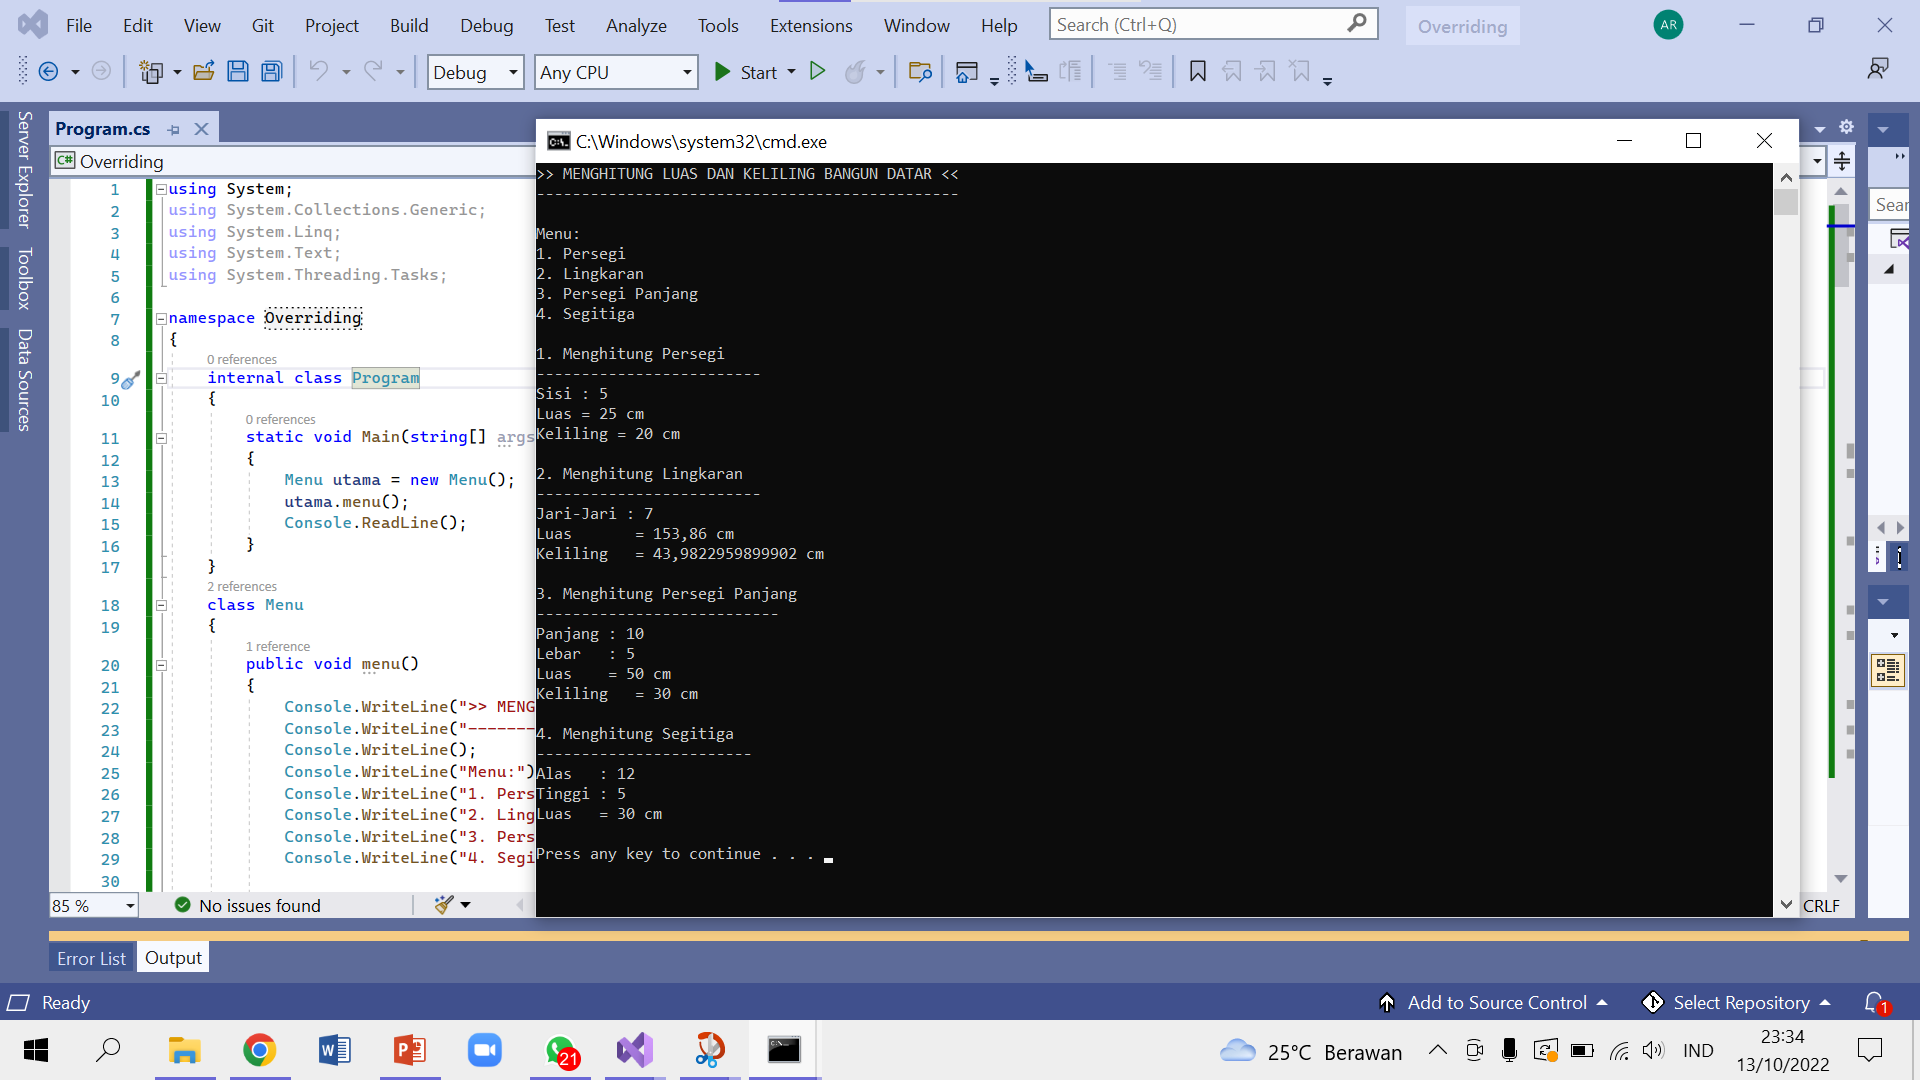 File Edit View Git Project Build Debug Test Analyze Tools Extensions Window Help Search (Ctrl+Q) Overriding AR
Debug Any CPU Start
Server Explorer
Toolbox
Data Sources
Program.cs
C# Overriding
1 using System;
2 using System.Collections.Generic;
3 using System.Linq;
4 using System.Text;
5 using System.Threading.Tasks;
6
7 namespace Overriding
8 {
0 references
9 internal class Program
10 {
0 references
11 static void Main(string[] args
12 {
13 Menu utama = new Menu();
14 utama.menu();
15 Console.ReadLine();
16 }
17 }
2 references
18 class Menu
19 {
1 reference
20 public void menu()
21 {
22 Console.WriteLine(">> MENG
23 Console.WriteLine("-------
24 Console.WriteLine();
25 Console.WriteLine("Menu:")
26 Console.WriteLine("1. Pers
27 Console.WriteLine("2. Ling
28 Console.WriteLine("3. Pers
29 Console.WriteLine("4. Segi
30
85 % No issues found
C:\Windows\system32\cmd.exe
>> MENGHITUNG LUAS DAN KELILING BANGUN DATAR <<
-----------------------------------------------
Menu:
1. Persegi
2. Lingkaran
3. Persegi Panjang
4. Segitiga
1. Menghitung Persegi
-------------------------
Sisi : 5
Luas = 25 cm
Keliling = 20 cm
2. Menghitung Lingkaran
-------------------------
Jari-Jari : 7
Luas = 153,86 cm
Keliling = 43,9822959899902 cm
3. Menghitung Persegi Panjang
---------------------------
Panjang : 10
Lebar : 5
Luas = 50 cm
Keliling = 30 cm
4. Menghitung Segitiga
------------------------
Alas : 12
Tinggi : 5
Luas = 30 cm
Press any key to continue . . .
Sear
CRLF
Error List Output
Ready Add to Source Control Select Repository 1
21 25°C Berawan IND 23:34
13/10/2022